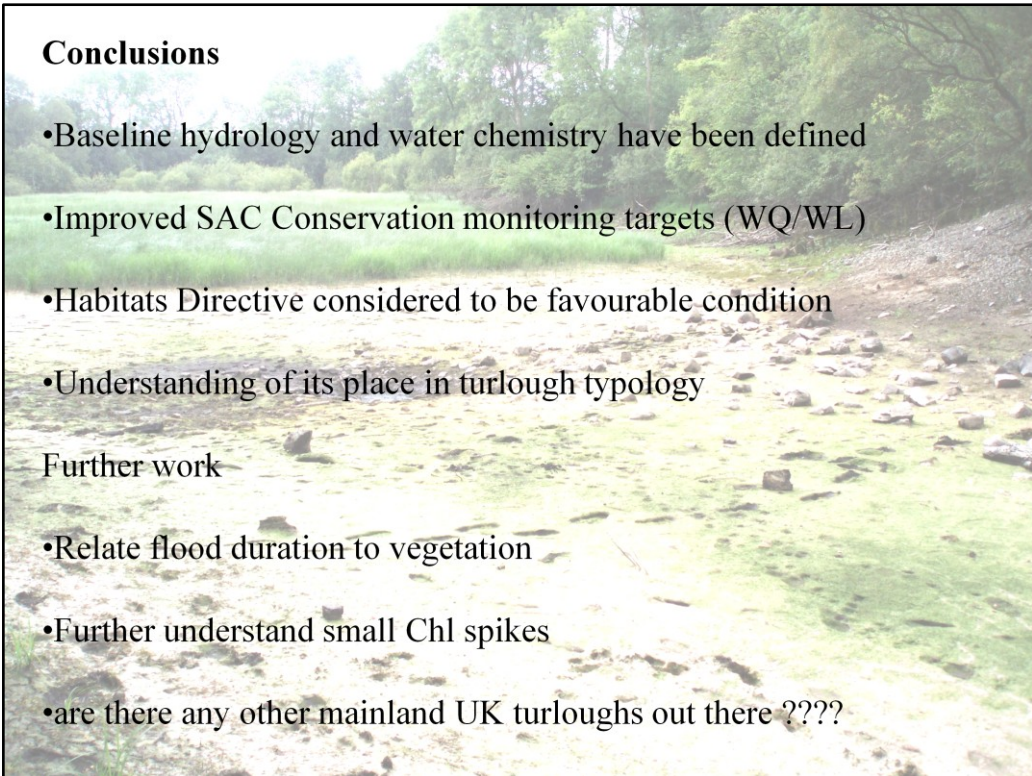 Conclusions
•Baseline hydrology and water chemistry have been defined
•Improved SAC Conservation monitoring targets (WQ/WL)
•Habitats Directive considered to be favourable condition
•Understanding of its place in turlough typology
Further work
•Relate flood duration to vegetation
•Further understand small Chl spikes
•are there any other mainland UK turloughs out there ????